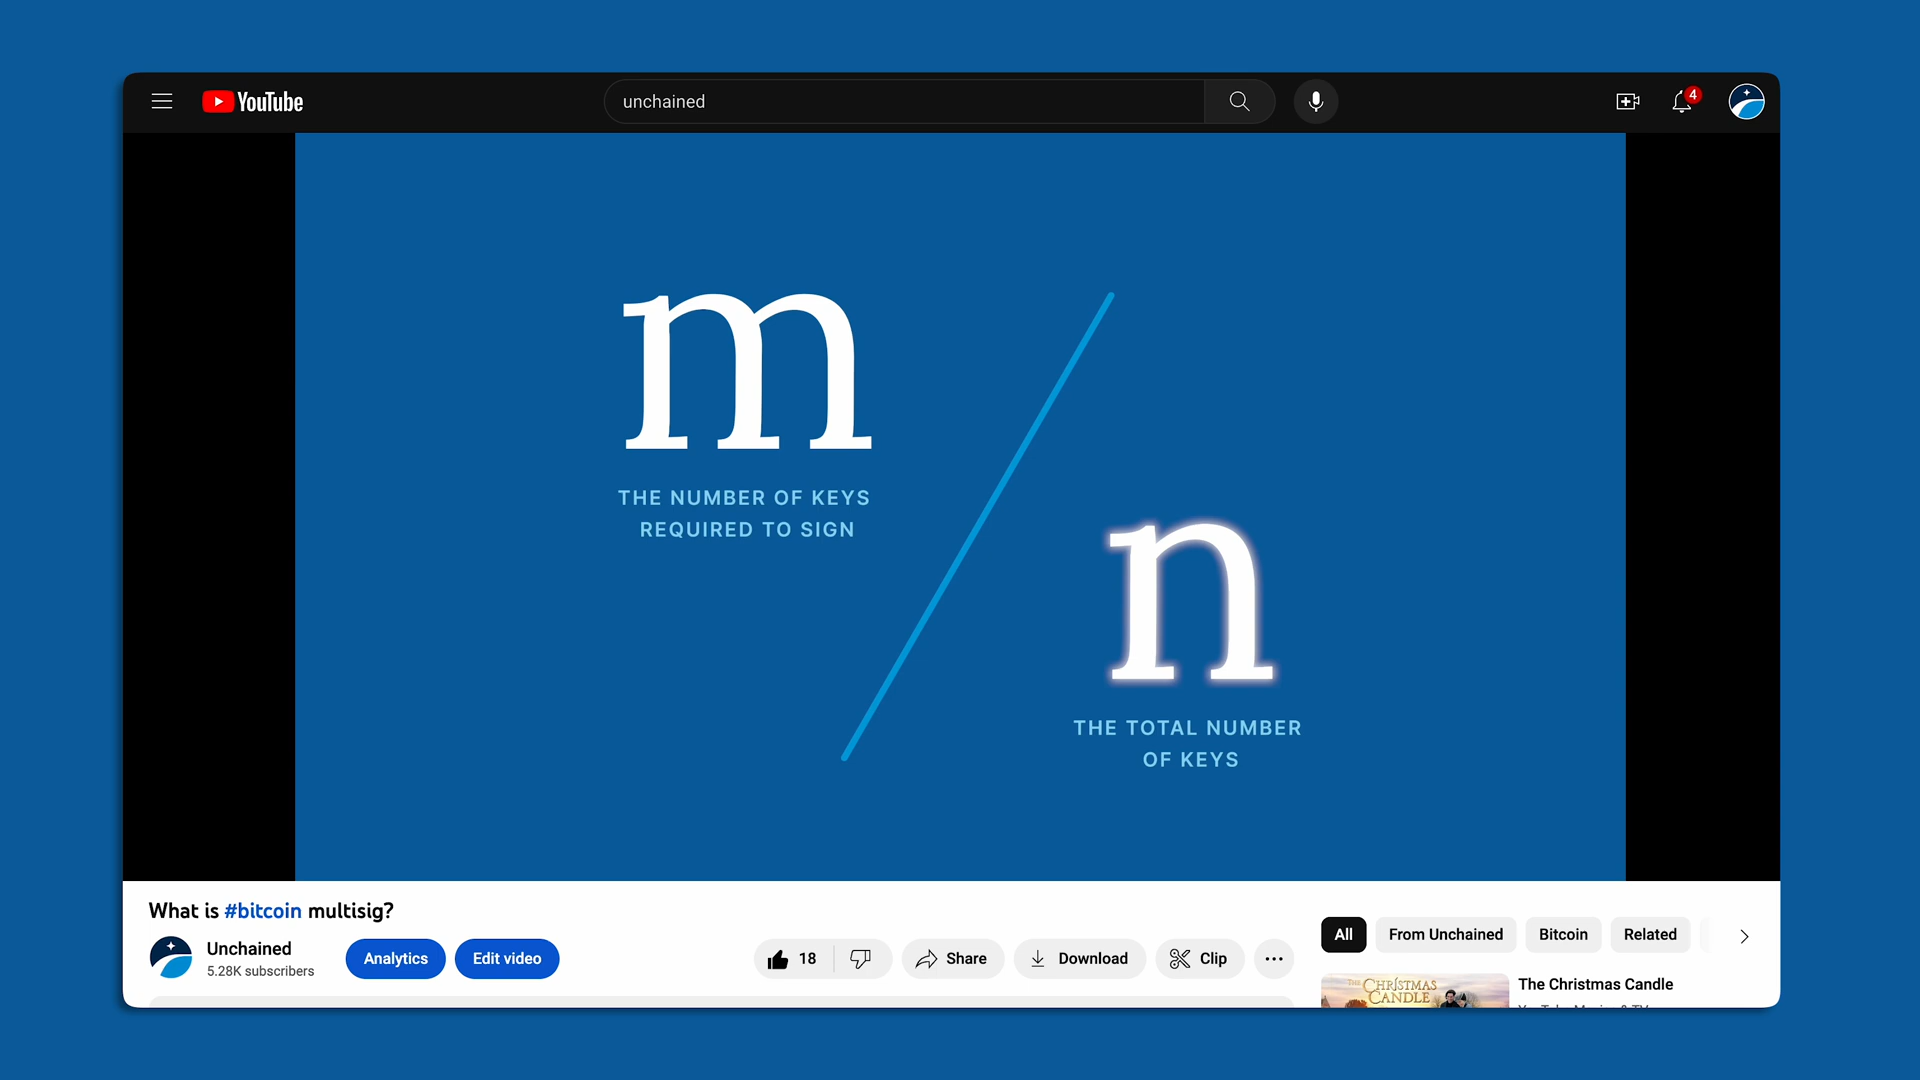 YouTube
unchained
4
m
THE NUMBER OF KEYS
REQUIRED TO SIGN
n
THE TOTAL NUMBER
OF KEYS
What is #bitcoin multisig?
Unchained
5.28K subscribers
Analytics
Edit video
18
Share
Download
Clip
All
From Unchained
Bitcoin
Related
THE CHRISTMAS
CANDLE
The Christmas Candle